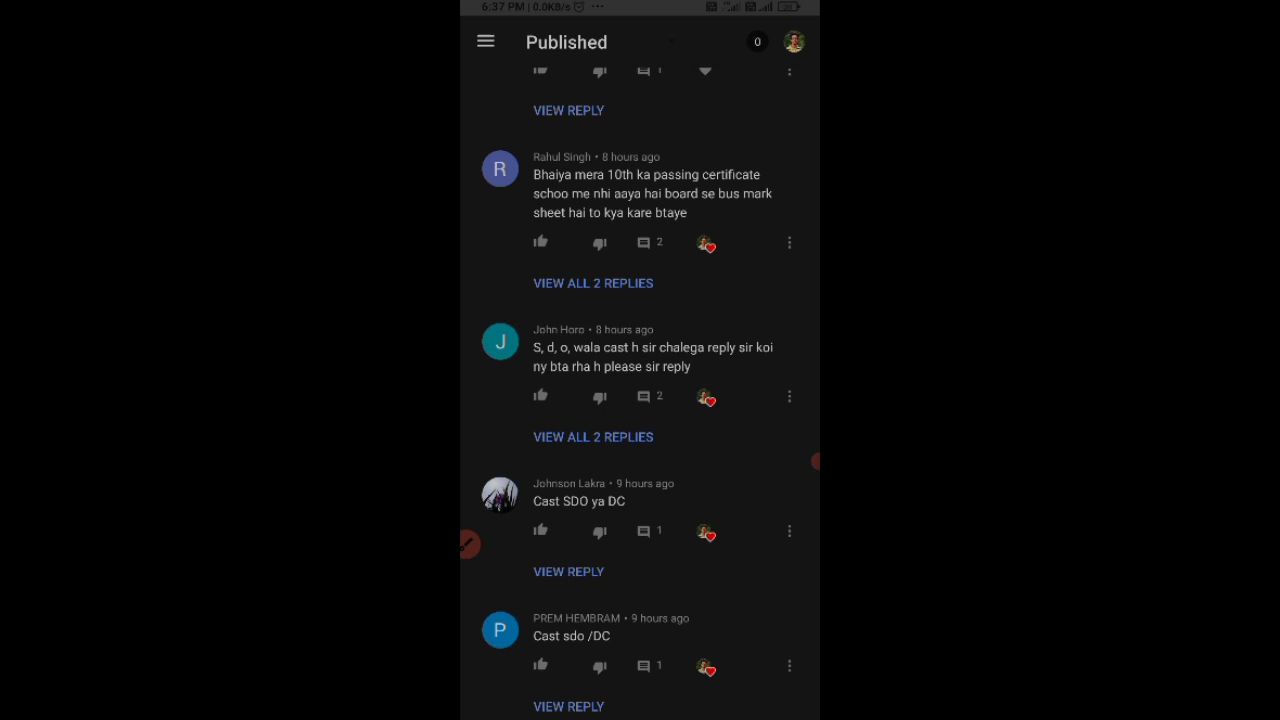 6:37 PM | 0.0KB/s ...
Published
0
1
VIEW REPLY
R
Rahul Singh • 8 hours ago
Bhaiya mera 10th ka passing certificate
schoo me nhi aaya hai board se bus mark
sheet hai to kya kare btaye
2
VIEW ALL 2 REPLIES
J
John Horo • 8 hours ago
S, d, o, wala cast h sir chalega reply sir koi
ny bta rha h please sir reply
2
VIEW ALL 2 REPLIES
Johnson Lakra • 9 hours ago
Cast SDO ya DC
1
VIEW REPLY
P
PREM HEMBRAM • 9 hours ago
Cast sdo /DC
1
VIEW REPLY